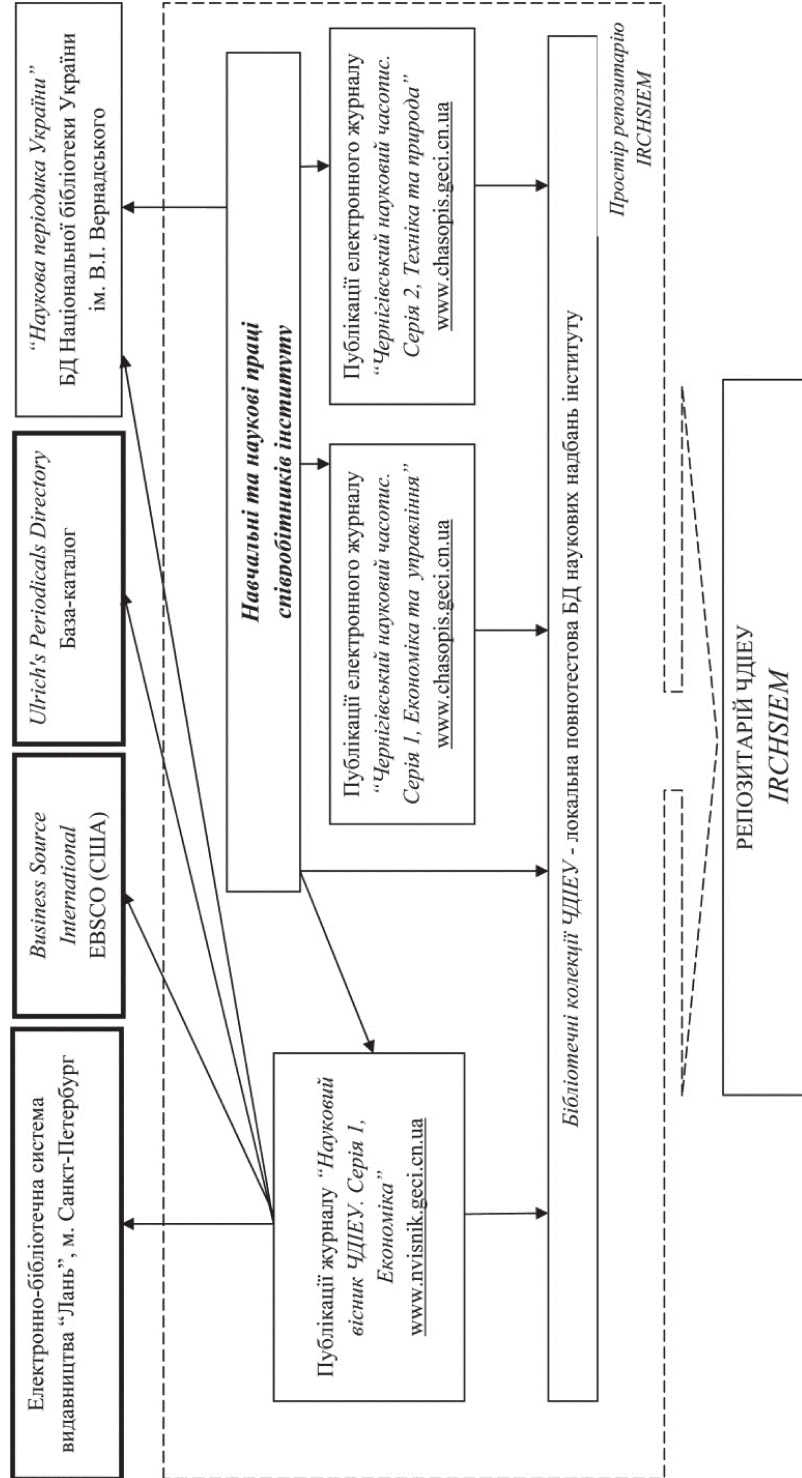 Електронно-бібліотечна система
видавництва “Лань”, м. Санкт-Петербург
Business Source
International
EBSCO (США)
Ulrich's Periodicals Directory
База-каталог
“Наукова періодика України”
БД Національної бібліотеки України
ім. В.І. Вернадського
Навчальні та наукові праці
співробітників інституту
Публікації журналу “Науковий
вісник ЧДІЕУ. Серія 1,
Економіка”
www.nvisnik.geci.cn.ua
Публікації електронного журналу
“Чернігівський науковий часопис.
Серія 1, Економіка та управління”
www.chasopis.geci.cn.ua
Публікації електронного журналу
“Чернігівський науковий часопис.
Серія 2, Техніка та природа”
www.chasopis.geci.cn.ua
Бібліотечні колекції ЧДІЕУ - локальна повнотестова БД наукових надбань інституту
Простір репозитарію
IRCHSIEM
РЕПОЗИТАРІЙ ЧДІЕУ
IRCHSIEM